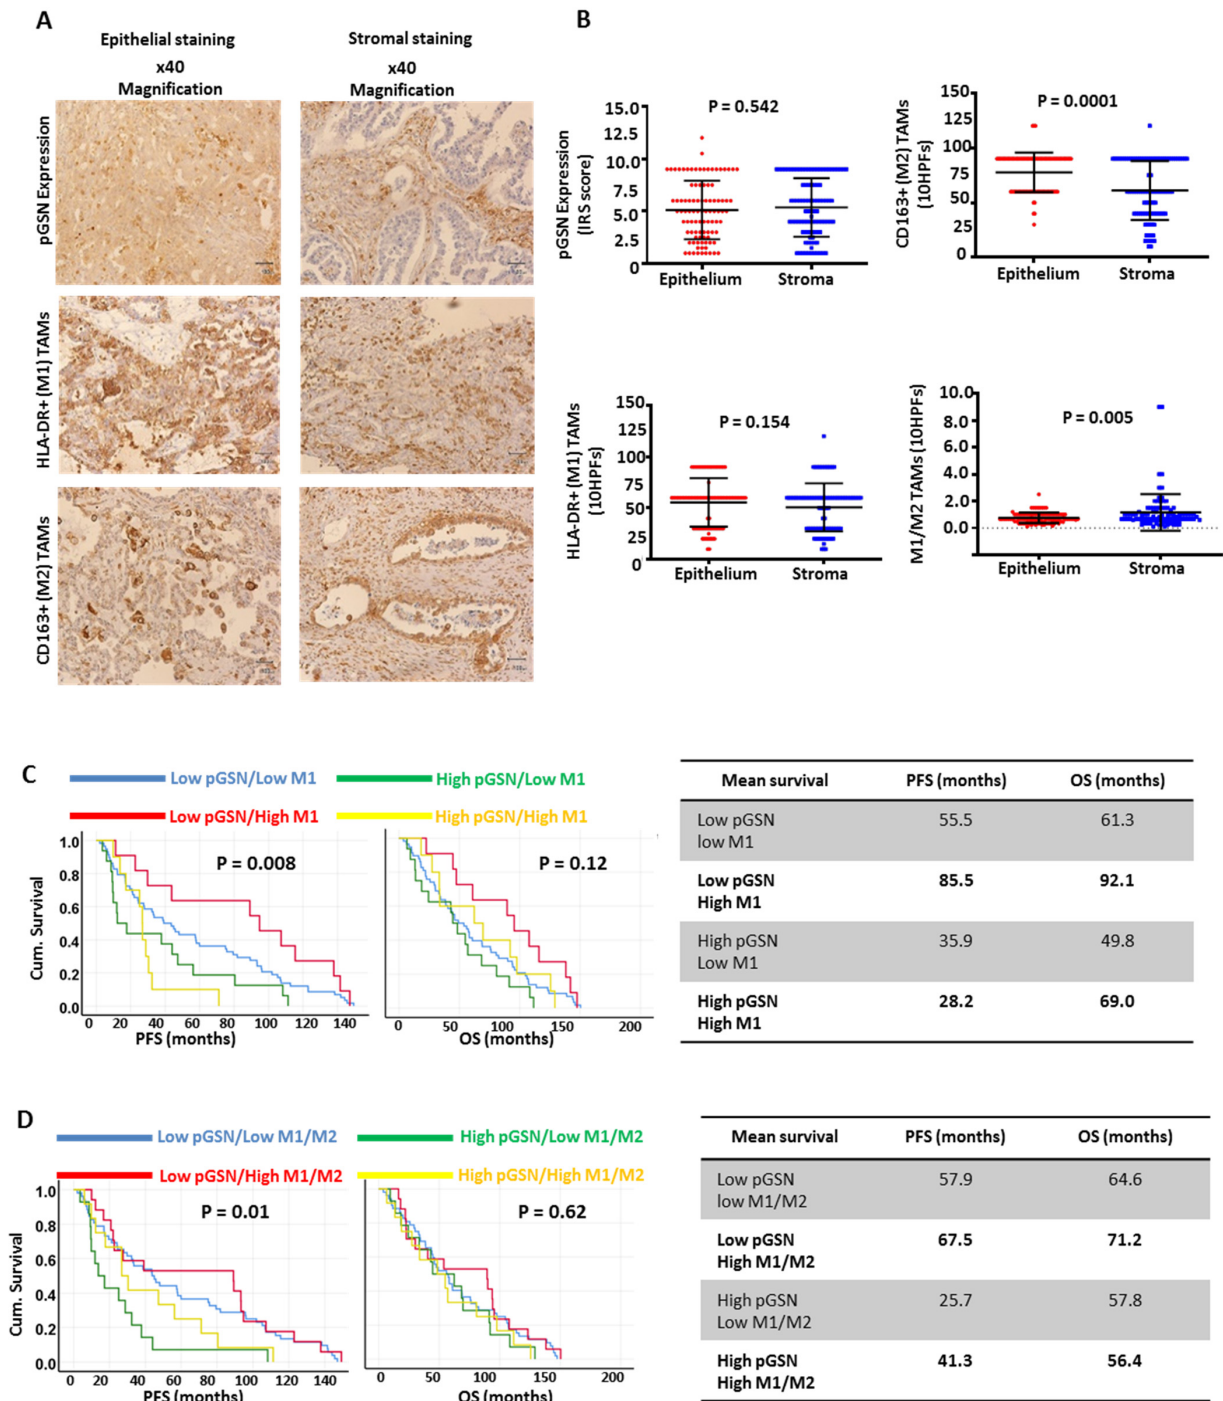 A
Epithelial staining
Stromal staining
x40
Magnification
x40
Magnification
pGSN Expression
HLA-DR+ (M1) TAMs
CD163+ (M2) TAMs
B
pGSN Expression
(IRS score)
15.0
12.5
10.0
7.5
5.0
2.5
0
P = 0.542
Epithelium
Stroma
CD163+ (M2) TAMs
(10HPFs)
150
125
100
75
50
25
0
P = 0.0001
Epithelium
Stroma
HLA-DR+ (M1) TAMs
(10HPFs)
150
125
100
75
50
25
0
P = 0.154
Epithelium
Stroma
M1/M2 TAMs (10HPFs)
10.0
8.0
6.0
4.0
2.0
0.0
P = 0.005
Epithelium
Stroma
C
Low pGSN/Low M1
High pGSN/Low M1
Low pGSN/High M1
High pGSN/High M1
Cum. Survival
1.0
0.8
0.6
0.4
0.2
0.0
P = 0.008
0 20 40 60 80 100 120 140
PFS (months)
P = 0.12
0 50 100 150 200
OS (months)
Mean survival PFS (months) OS (months)
Low pGSN 55.5 61.3
low M1
Low pGSN 85.5 92.1
High M1
High pGSN 35.9 49.8
Low M1
High pGSN 28.2 69.0
High M1
D
Low pGSN/Low M1/M2
High pGSN/Low M1/M2
Low pGSN/High M1/M2
High pGSN/High M1/M2
Cum. Survival
1.0
0.8
0.6
0.4
0.2
0.0
P = 0.01
0 20 40 60 80 100 120 140
PFS (months)
P = 0.62
0 50 100 150 200
OS (months)
Mean survival PFS (months) OS (months)
Low pGSN 57.9 64.6
low M1/M2
Low pGSN 67.5 71.2
High M1/M2
High pGSN 25.7 57.8
Low M1/M2
High pGSN 41.3 56.4
High M1/M2